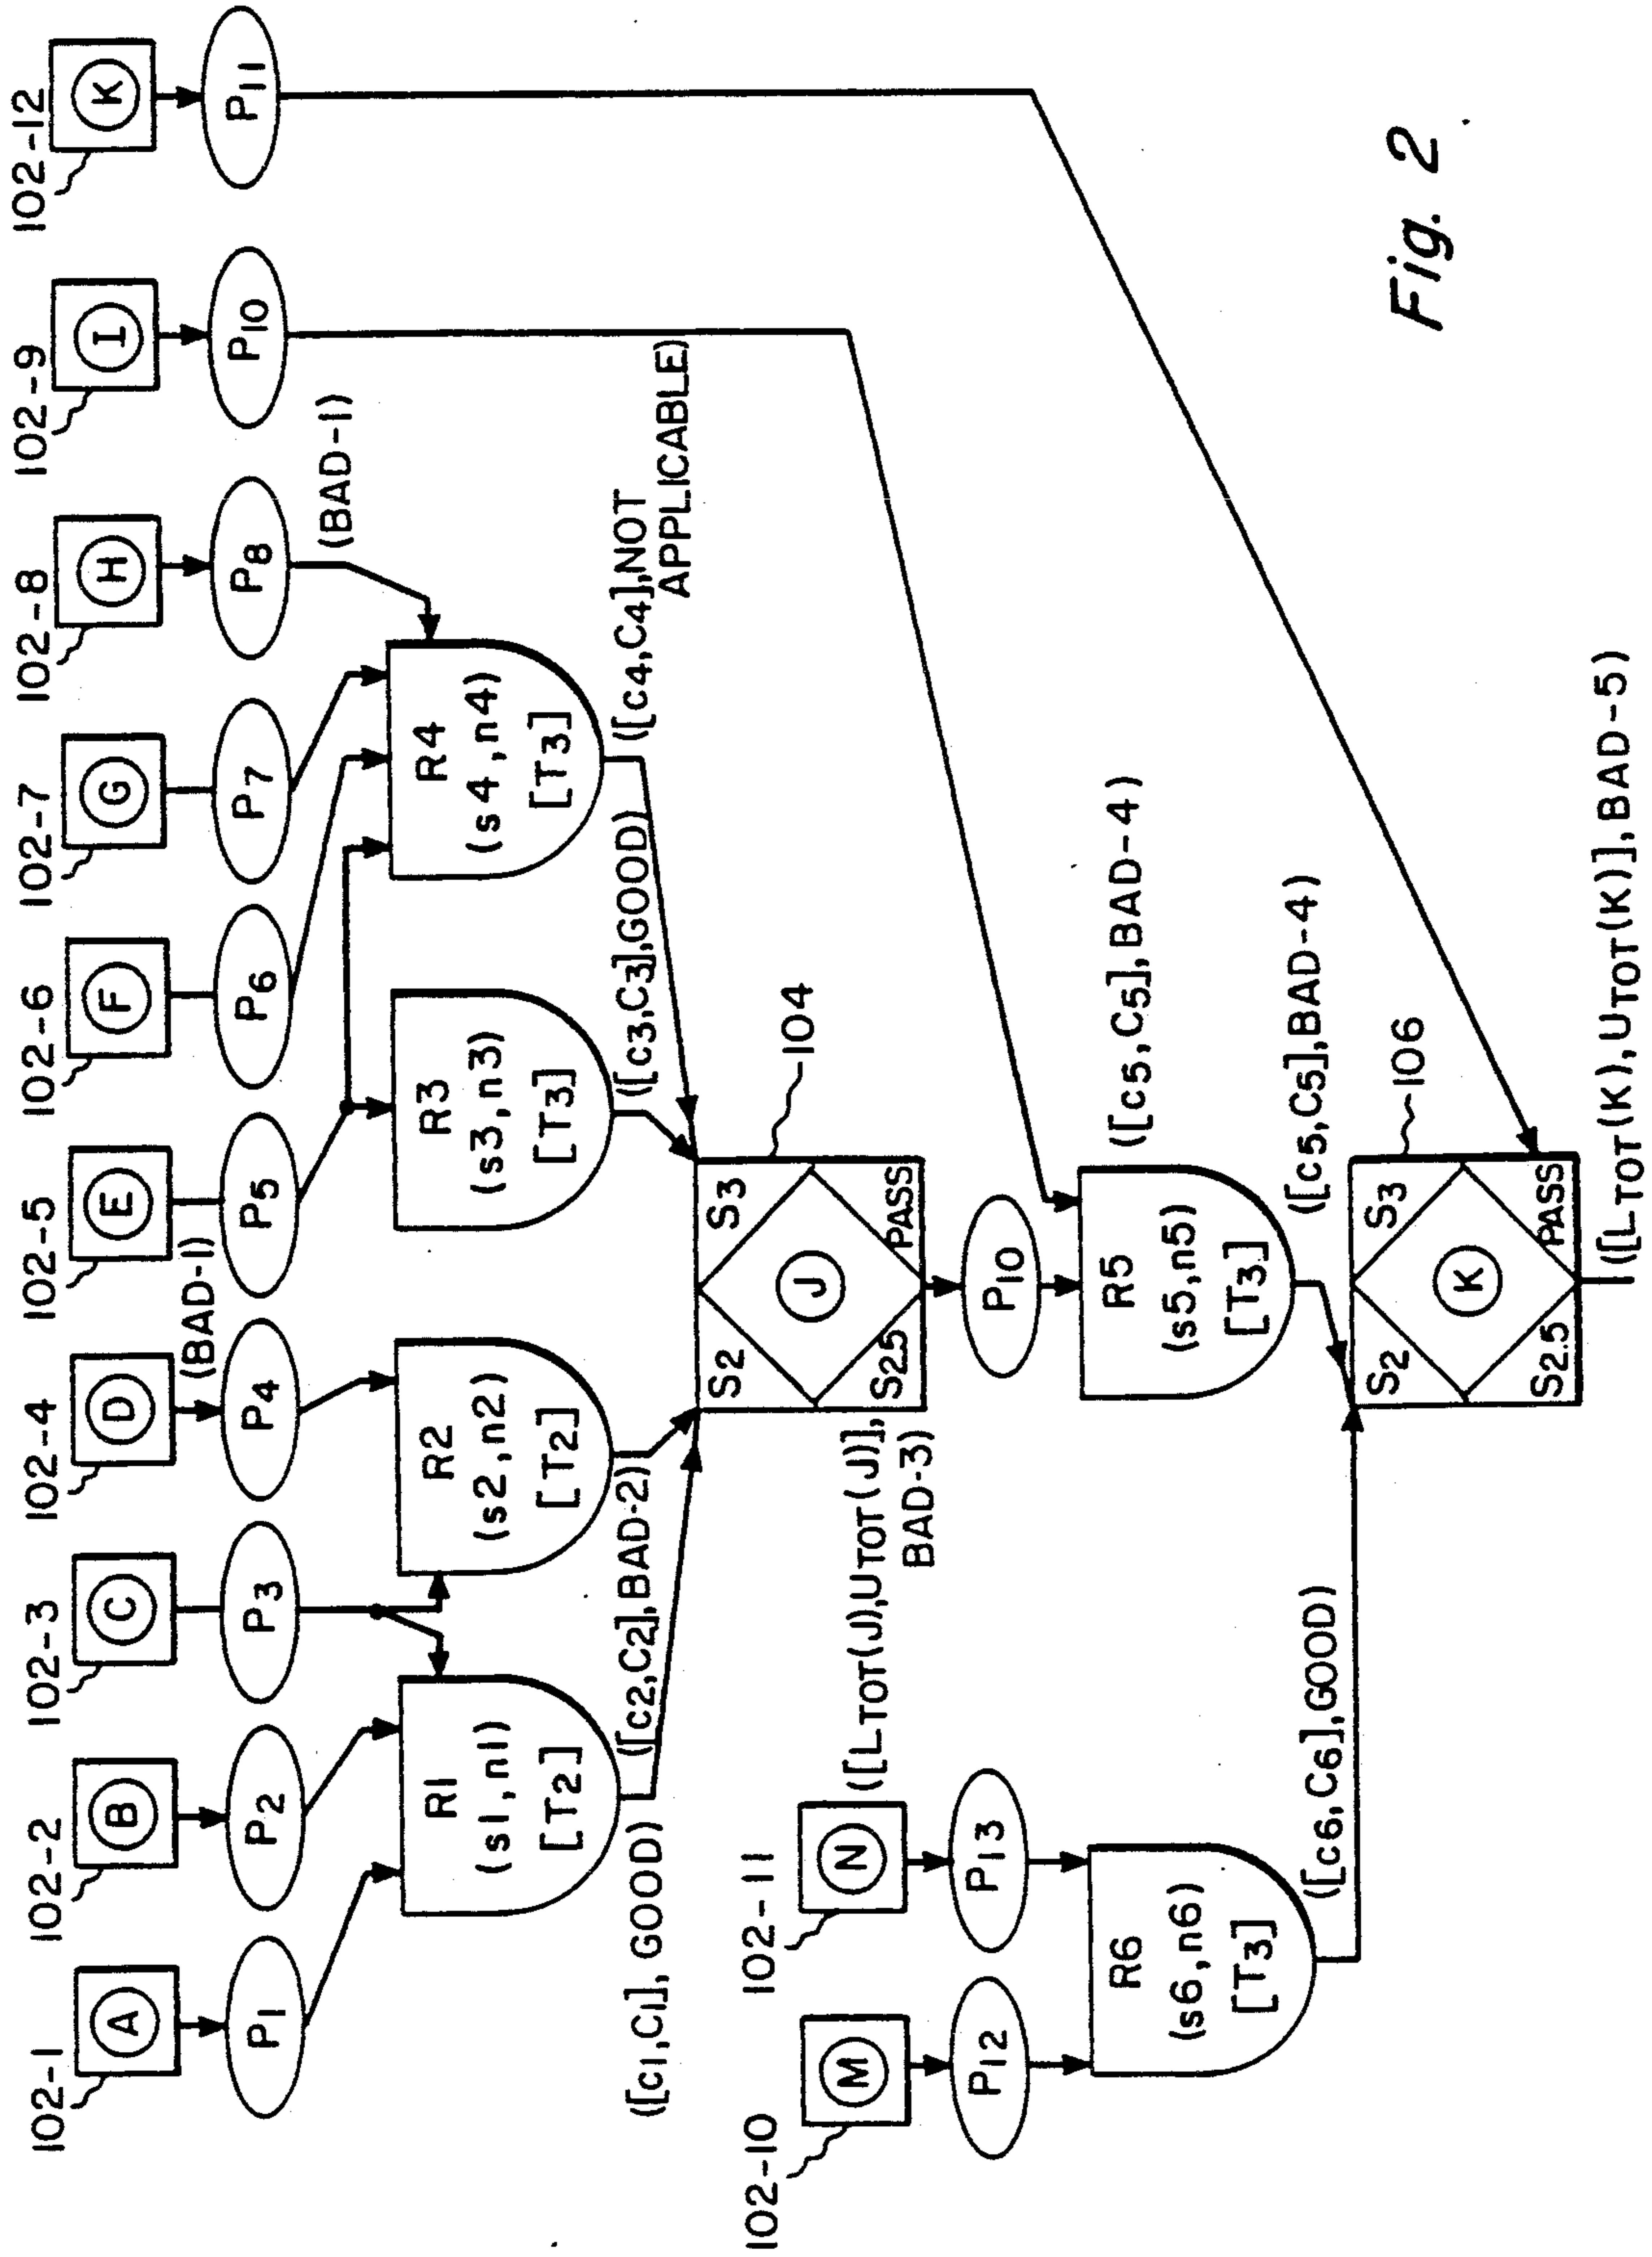 102-1
102-2
102-3
102-4
102-5
102-6
102-7
102-8
102-9
102-12
A
B
C
D
E
F
G
H
I
K
(BAD-1)
P1
P2
P3
P4
P5
P6
P7
P8
P10
P11
(BAD-1)
R1
(s1,n1)
[T2]
R2
(s2,n2)
[T2]
R3
(s3,n3)
[T3]
R4
(s4,n4)
[T3]
([c1,C1],GOOD)
([c2,C2],BAD-2)
([c3,C3],GOOD)
([c4,C4],NOT
APPLICABLE)
S2
S3
J
S2.5
PASS
104
102-10
102-11
M
N
([LTOT(J),UTOT(J)],
BAD-3)
P12
P13
P10
R6
(s6,n6)
[T3]
R5
(s5,n5)
[T3]
([c5,C5],BAD-4)
([c6,C6],GOOD)
([c5,C5],BAD-4)
S2
S3
K
S2.5
PASS
106
([LTOT(K),UTOT(K)],BAD-5)
Fig. 2